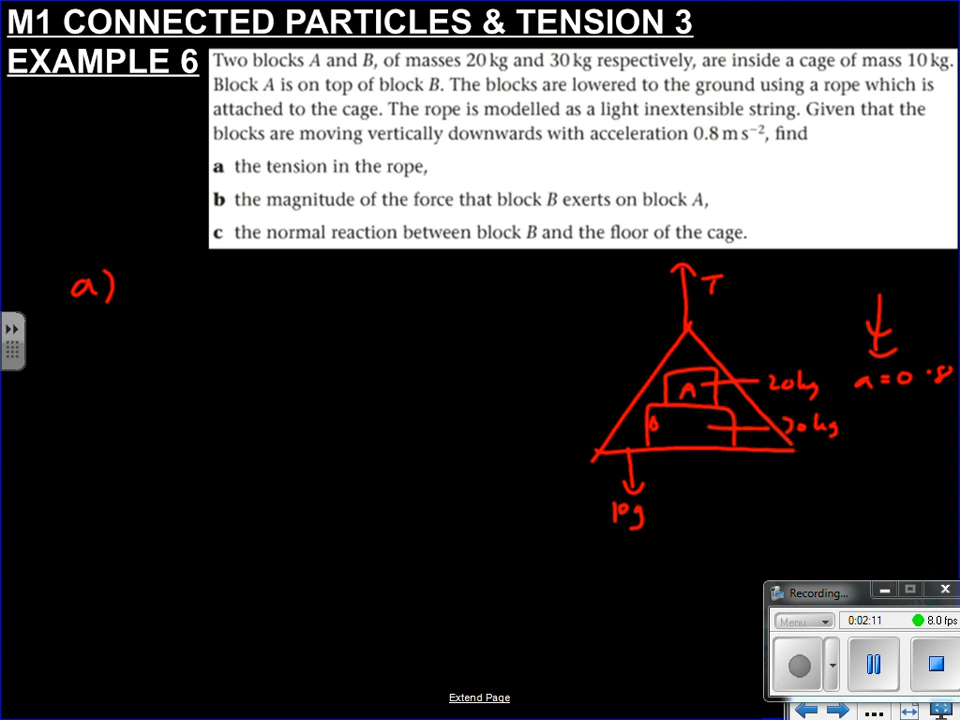 M1 CONNECTED PARTICLES & TENSION 3
EXAMPLE 6
Two blocks A and B, of masses 20 kg and 30 kg respectively, are inside a cage of mass 10 kg.
Block A is on top of block B. The blocks are lowered to the ground using a rope which is
attached to the cage. The rope is modelled as a light inextensible string. Given that the
blocks are moving vertically downwards with acceleration 0.8 m s⁻², find
a the tension in the rope,
b the magnitude of the force that block B exerts on block A,
c the normal reaction between block B and the floor of the cage.
a)
T
A
20kg
a = 0.8
B
30kg
10g
Recording...
Menu
0:02:11
8.0 fps
Extend Page